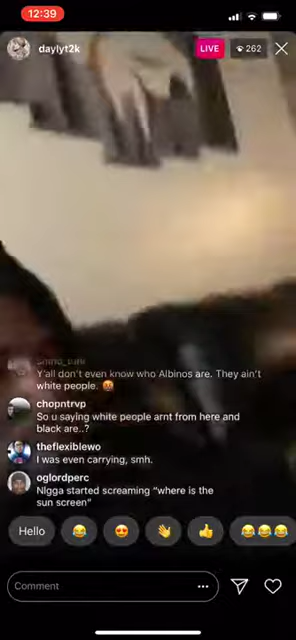 12:39
daylyt2k
LIVE
262
Y'all don't even know who Albinos are. They ain't
white people. 😡
chopntrvp
So u saying white people arnt from here and
black are..?
theflexiblewo
I was even carrying, smh.
oglordperc
NIgga started screaming "where is the
sun screen"
Hello 😂 😍 👋 👍 😂😂😂
Comment